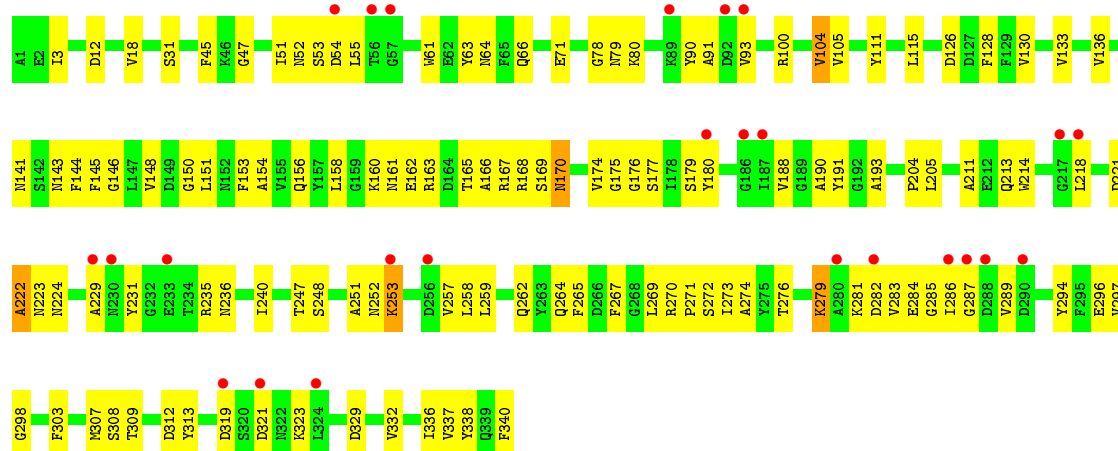 A1 E2 I3 D12 V18 S31 F45 K46 G47 I51 N52 S53 D54 L55 T56 G57 W61 E62 Y63 N64 F65 Q66 E71 G78 N79 K80 K89 Y90 A91 D92 V93 R100 V104 V105 Y111 L115 D126 D127 F128 F129 V130 V133 V136
N141 S142 N143 F144 F145 G146 L147 V148 D149 G150 L151 N152 F153 A154 V155 Q156 Y157 L158 G159 K160 N161 E162 R163 D164 T165 A166 R167 R168 S169 N170 V174 G175 G176 S177 I178 S179 Y180 G186 I187 V188 G189 A190 Y191 G192 A193 P204 L205 A211 E212 Q213 W214 G217 L218
A222 N223 N224 A229 N230 Y231 G232 E233 T234 R235 N236 I240 T247 S248 A251 N252 K253 D256 V257 L258 L259 Q262 Y263 Q264 F265 D266 F267 G268 L269 R270 P271 S272 I273 A274 Y275 T276 K279 A280 K281 D282 V283 E284 G285 I286 G287 D288 V289 D290 Y294 F295 E296 V297
G298 F303 M307 S308 T309 D312 Y313 D319 S320 D321 N322 K323 L324 D329 V332 I336 V337 Y338 Q339 F340